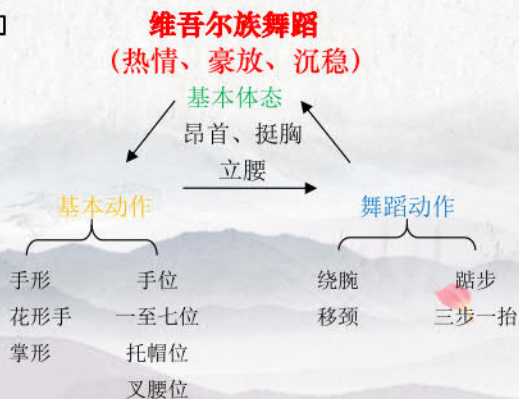 维吾尔族舞蹈
(热情、豪放、沉稳)
基本体态
昂首、挺胸
立腰
基本动作
舞蹈动作
手形 手位 绕腕 踮步
花形手 一至七位 移颈 三步一抬
掌形 托帽位
叉腰位